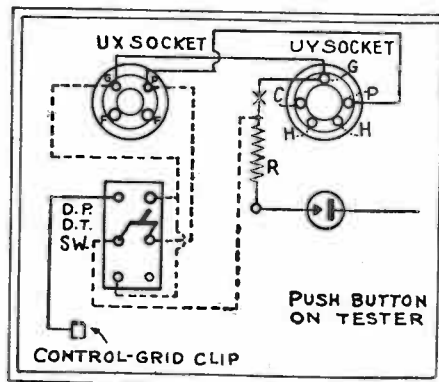 UX SOCKET
UY SOCKET
G
P
F
F
G
P
C
H
H
R
D.P.
D.T.
SW.
PUSH BUTTON
ON TESTER
CONTROL-GRID CLIP